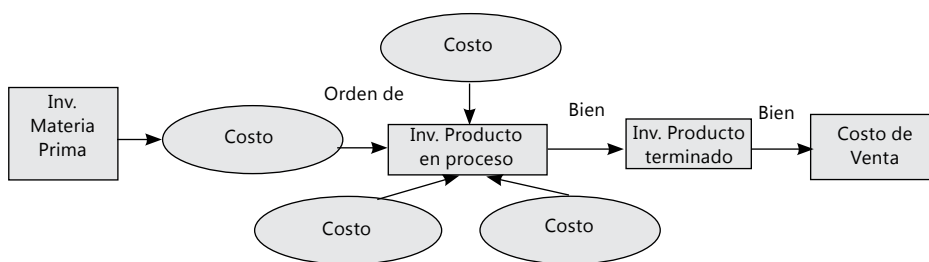 Costo
Orden de
Bien
Bien
Inv.
Materia
Prima
Costo
Inv. Producto
en proceso
Inv. Producto
terminado
Costo de
Venta
Costo
Costo